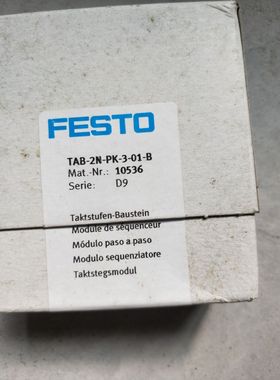 FESTO
TAB-2N-PK-3-01-B
Mat.-Nr.: 10536
Serie: D9
Taktstufen-Baustein
Module de séquenceur
Módulo paso a paso
Modulo sequenziatore
Taktstegsmodul